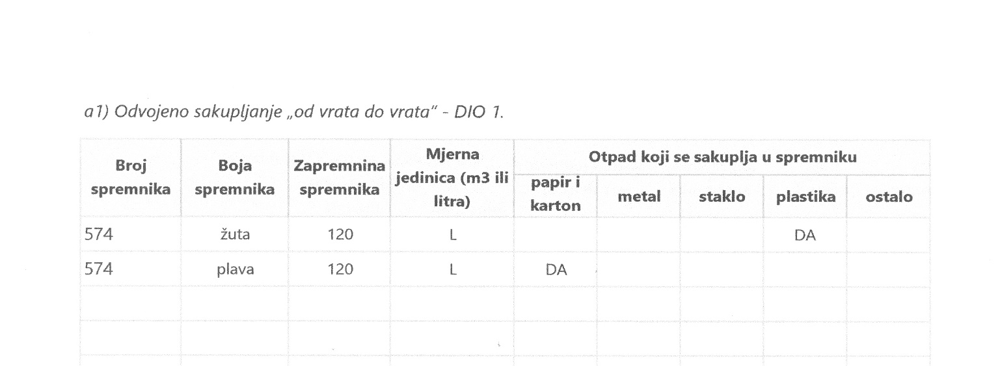 a1) Odvojeno sakupljanje „od vrata do vrata“ - DIO 1.
Broj spremnika Boja spremnika Zapremnina spremnika Mjerna jedinica (m3 ili litra) Otpad koji se sakuplja u spremniku
papir i karton metal staklo plastika ostalo
574 žuta 120 L DA
574 plava 120 L DA